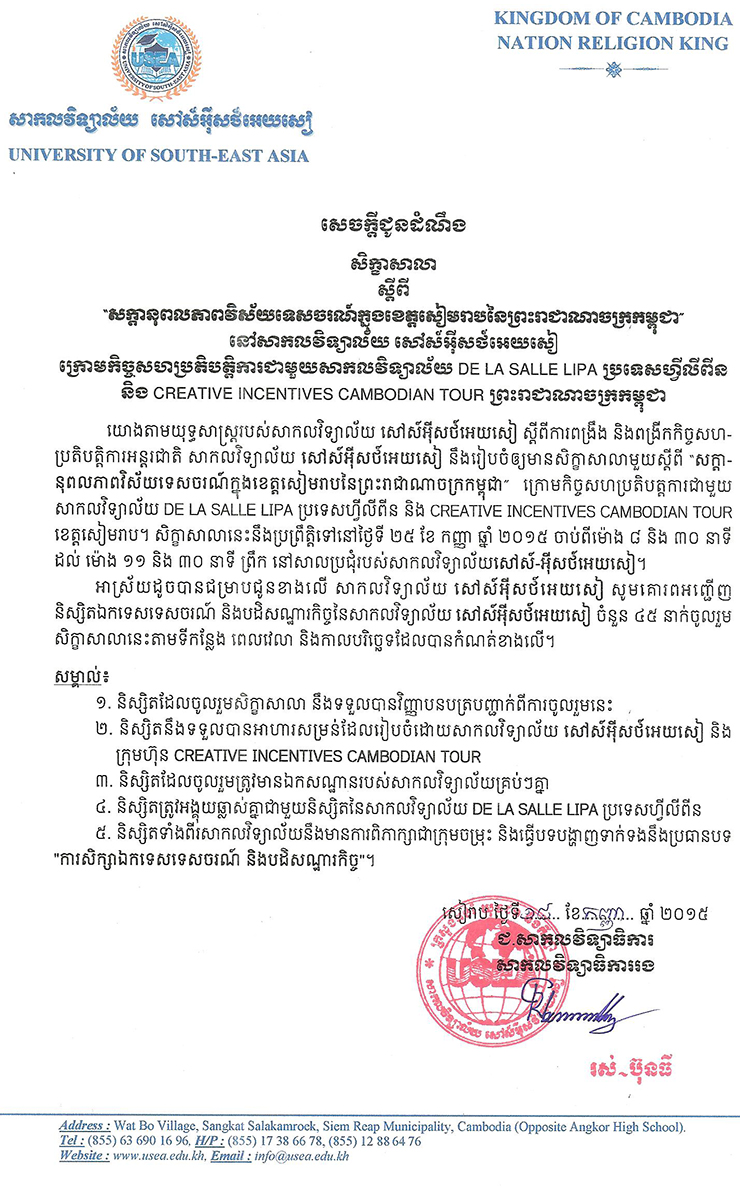 KINGDOM OF CAMBODIA
NATION RELIGION KING
USEA
UNIVERSITY OF SOUTH-EAST ASIA
សាកលវិទ្យាល័យ សៅស៍អ៊ីសថ៍អេយសៀ
UNIVERSITY OF SOUTH-EAST ASIA
សេចក្តីជូនដំណឹង
សិក្ខាសាលា
ស្តីពី
“សក្តានុពលភាពវិស័យទេសចរណ៍ក្នុងខេត្តសៀមរាបនៃព្រះរាជាណាចក្រកម្ពុជា”
នៅសាកលវិទ្យាល័យ សៅស៍អ៊ីសថ៍អេយសៀ
ក្រោមកិច្ចសហប្រតិបត្តិការជាមួយសាកលវិទ្យាល័យ DE LA SALLE LIPA ប្រទេសហ្វីលីពីន
និង CREATIVE INCENTIVES CAMBODIAN TOUR ព្រះរាជាណាចក្រកម្ពុជា
យោងតាមយុទ្ធសាស្ត្ររបស់សាកលវិទ្យាល័យ សៅស៍អ៊ីសថ៍អេយសៀ ស្តីពីការពង្រឹង និងពង្រីកកិច្ចសហ-
ប្រតិបត្តិការអន្តរជាតិ សាកលវិទ្យាល័យ សៅស៍អ៊ីសថ៍អេយសៀ នឹងរៀបចំឲ្យមានសិក្ខាសាលាមួយស្តីពី “សក្តា-
នុពលភាពវិស័យទេសចរណ៍ក្នុងខេត្តសៀមរាបនៃព្រះរាជាណាចក្រកម្ពុជា” ក្រោមកិច្ចសហប្រតិបត្តការជាមួយ
សាកលវិទ្យាល័យ DE LA SALLE LIPA ប្រទេសហ្វីលីពីន និង CREATIVE INCENTIVES CAMBODIAN TOUR
ខេត្តសៀមរាប។ សិក្ខាសាលានេះនឹងប្រព្រឹត្តិទៅនៅថ្ងៃទី ២៥ ខែ កញ្ញា ឆ្នាំ ២០១៥ ចាប់ពីម៉ោង ៨ និង ៣០ នាទី
ដល់ ម៉ោង ១១ និង ៣០ នាទី ព្រឹក នៅសាលប្រជុំរបស់សាកលវិទ្យាល័យសៅស៍-អ៊ីសថ៍អេយសៀ។
អាស្រ័យដូចបានជម្រាបជូនខាងលើ សាកលវិទ្យាល័យ សៅស៍អ៊ីសថ៍អេយសៀ សូមគោរពអញ្ជើញ
និស្សិតឯកទេសទេសចរណ៍ និងបដិសណ្ឋារកិច្ចនៃសាកលវិទ្យាល័យ សៅស៍អ៊ីសថ៍អេយសៀ ចំនួន ៤៥ នាក់ចូលរួម
សិក្ខាសាលានេះតាមទីកន្លែង ពេលវេលា និងកាលបរិច្ឆេទដែលបានកំណត់ខាងលើ។
សម្គាល់៖
១. និស្សិតដែលចូលរួមសិក្ខាសាលា នឹងទទួលបានវិញ្ញាបនបត្របញ្ជាក់ពីការចូលរួមនេះ
២. និស្សិតនឹងទទួលបានអាហារសម្រន់ដែលរៀបចំដោយសាកលវិទ្យាល័យ សៅស៍អ៊ីសថ៍អេយសៀ និង
ក្រុមហ៊ុន CREATIVE INCENTIVES CAMBODIAN TOUR
៣. និស្សិតដែលចូលរួមត្រូវមានឯកសណ្ឋានរបស់សាកលវិទ្យាល័យគ្រប់ៗគ្នា
៤. និស្សិតត្រូវអង្គុយឆ្លាស់គ្នាជាមួយនិស្សិតនៃសាកលវិទ្យាល័យ DE LA SALLE LIPA ប្រទេសហ្វីលីពីន
៥. និស្សិតទាំងពីរសាកលវិទ្យាល័យនឹងមានការពិភាក្សាជាក្រុមចម្រុះ និងធ្វើបទបង្ហាញទាក់ទងនឹងប្រធានបទ
"ការសិក្សាឯកទេសទេសចរណ៍ និងបដិសណ្ឋារកិច្ច"។
សៀមរាប ថ្ងៃទី ១៨ ខែ កញ្ញា ឆ្នាំ ២០១៥
ជ.សាកលវិទ្យាធិការ
សាកលវិទ្យាធិការរង
USEA
រស់ ប៊ុនធី
Address : Wat Bo Village, Sangkat Salakamroek, Siem Reap Municipality, Cambodia (Opposite Angkor High School).
Tel : (855) 63 690 16 96, H/P : (855) 17 38 66 78, (855) 12 88 64 76
Website : www.usea.edu.kh, Email : info@usea.edu.kh